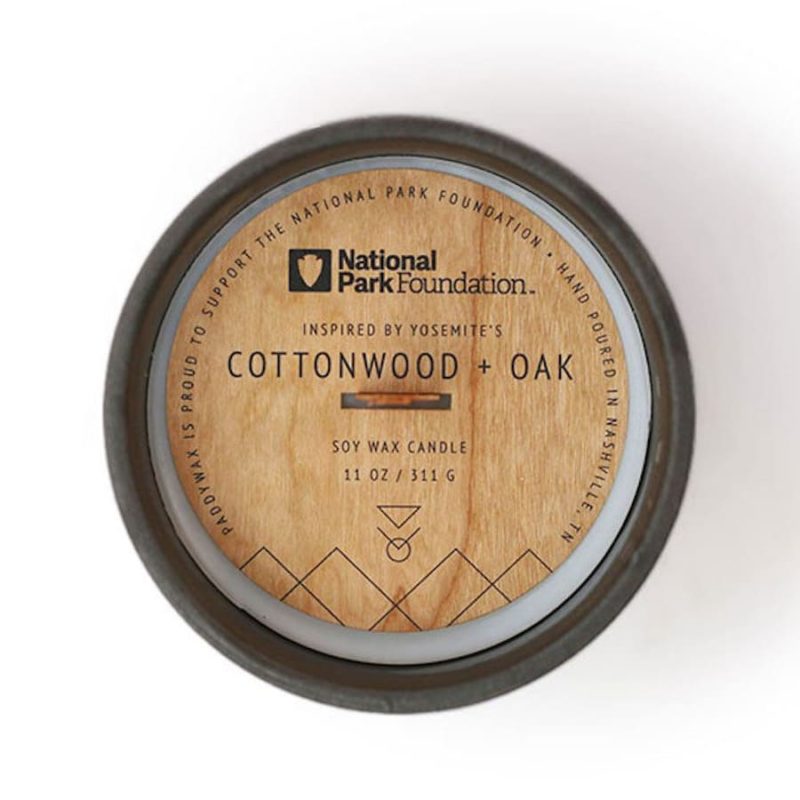 PADDYWAX IS PROUD TO SUPPORT THE NATIONAL PARK FOUNDATION • HAND POURED IN NASHVILLE, TN
National
Park Foundation™
INSPIRED BY YOSEMITE'S
COTTONWOOD + OAK
SOY WAX CANDLE
11 OZ / 311 G